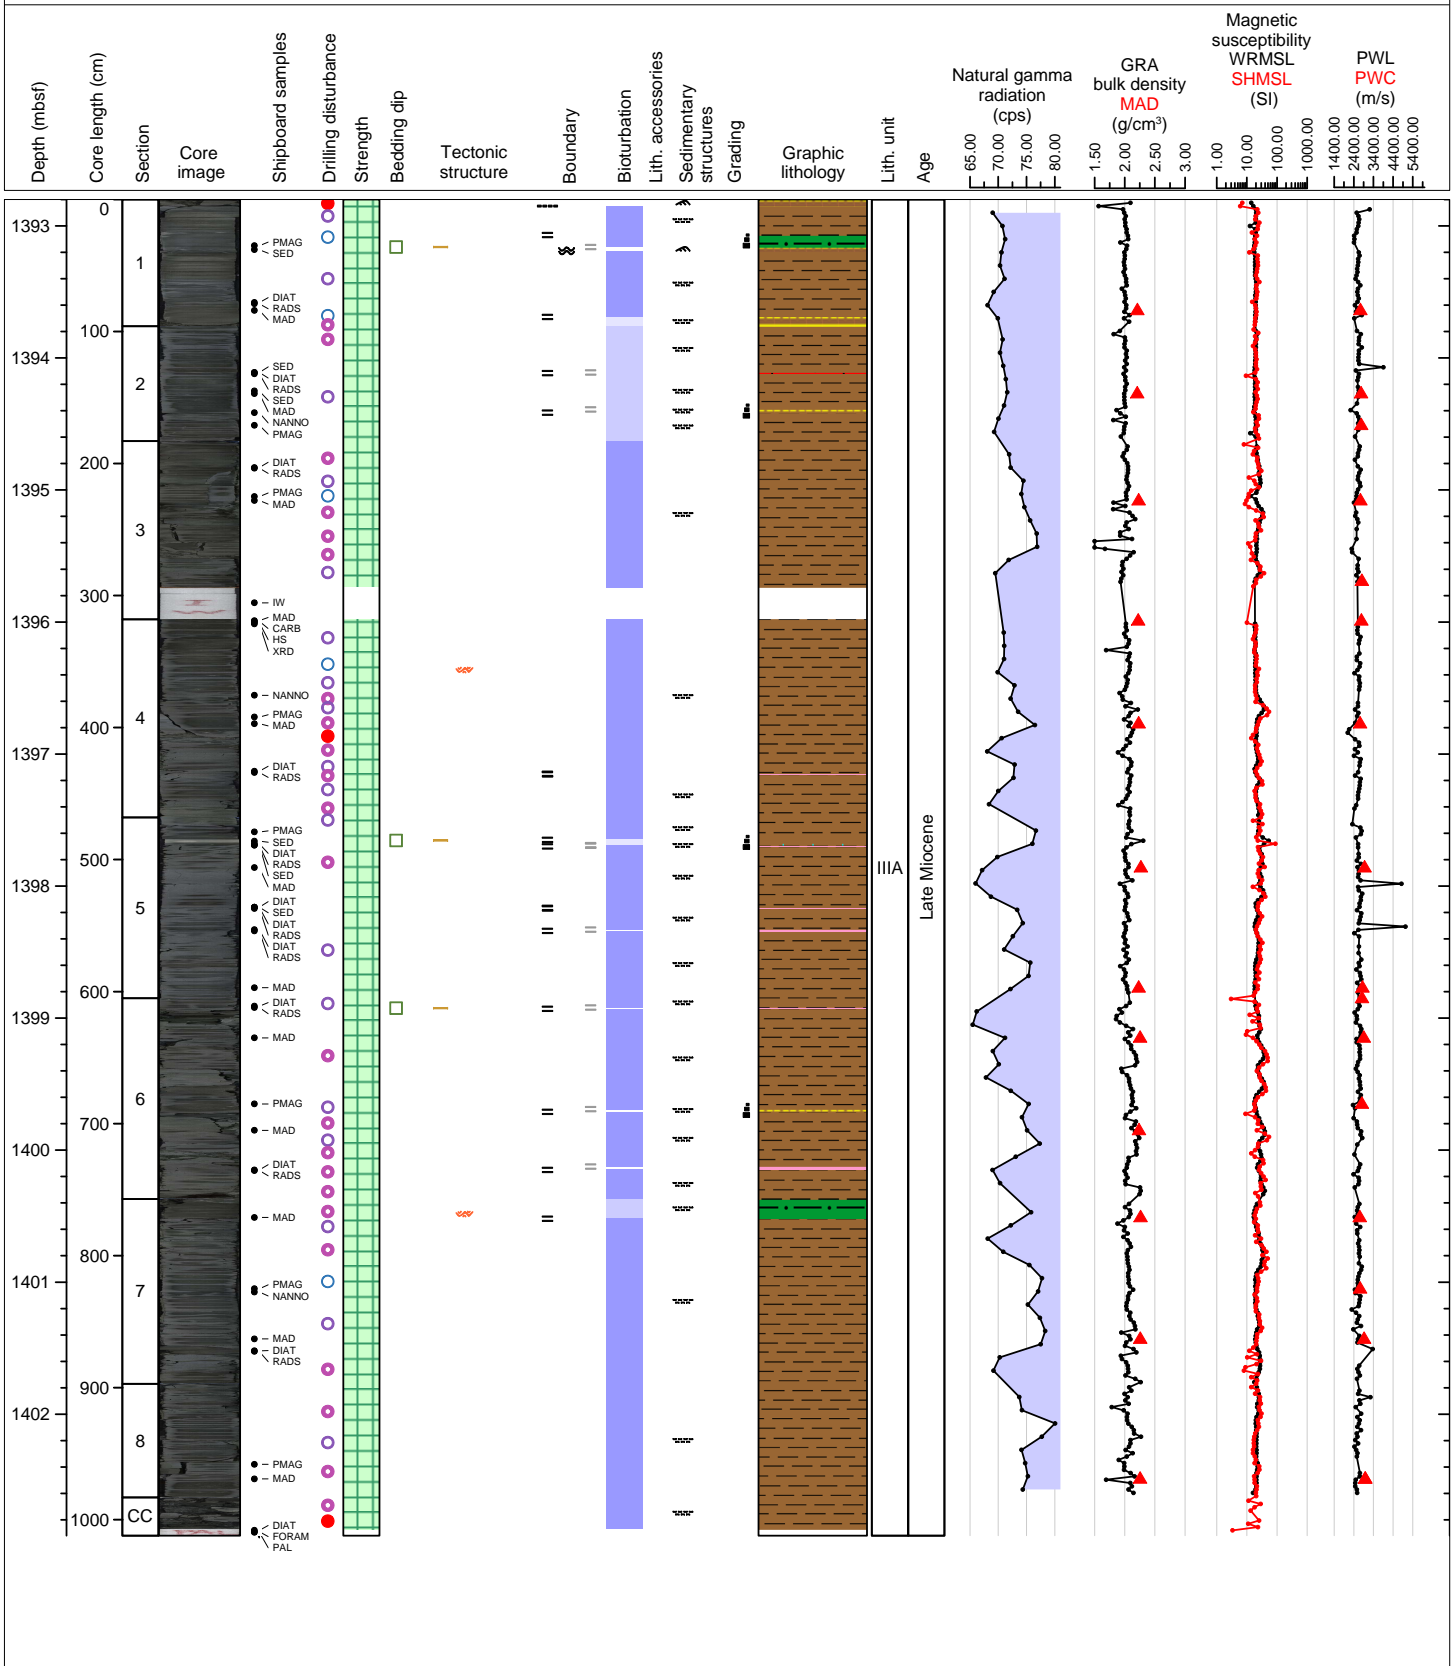 Depth (mbsf)
Core length (cm)
Section
Core
image
Shipboard samples
Drilling disturbance
Strength
Bedding dip
Tectonic
structure
Boundary
Bioturbation
Lith. accessories
Sedimentary
structures
Grading
Graphic
lithology
Lith. unit
Age
Natural gamma
radiation
(cps)
65.00 70.00 75.00 80.00
GRA
bulk density
MAD
(g/cm³)
1.50 2.00 2.50 3.00
Magnetic
susceptibility
WRMSL
SHMSL
(SI)
1.00 10.00 100.00 1000.00
PWL
PWC
(m/s)
1400.00 2400.00 3400.00 4400.00 5400.00
1393
1394
1395
1396
1397
1398
1399
1400
1401
1402
0
100
200
300
400
500
600
700
800
900
1000
1
2
3
4
5
6
7
8
CC
PMAG
SED
DIAT
RADS
MAD
SED
DIAT
RADS
SED
MAD
NANNO
PMAG
DIAT
RADS
PMAG
MAD
IW
MAD
CARB
HS
XRD
NANNO
PMAG
MAD
DIAT
RADS
PMAG
SED
DIAT
RADS
SED
MAD
DIAT
SED
DIAT
RADS
DIAT
RADS
MAD
DIAT
RADS
MAD
PMAG
MAD
DIAT
RADS
MAD
PMAG
NANNO
MAD
DIAT
RADS
PMAG
MAD
DIAT
FORAM
PAL
IIIA
Late Miocene